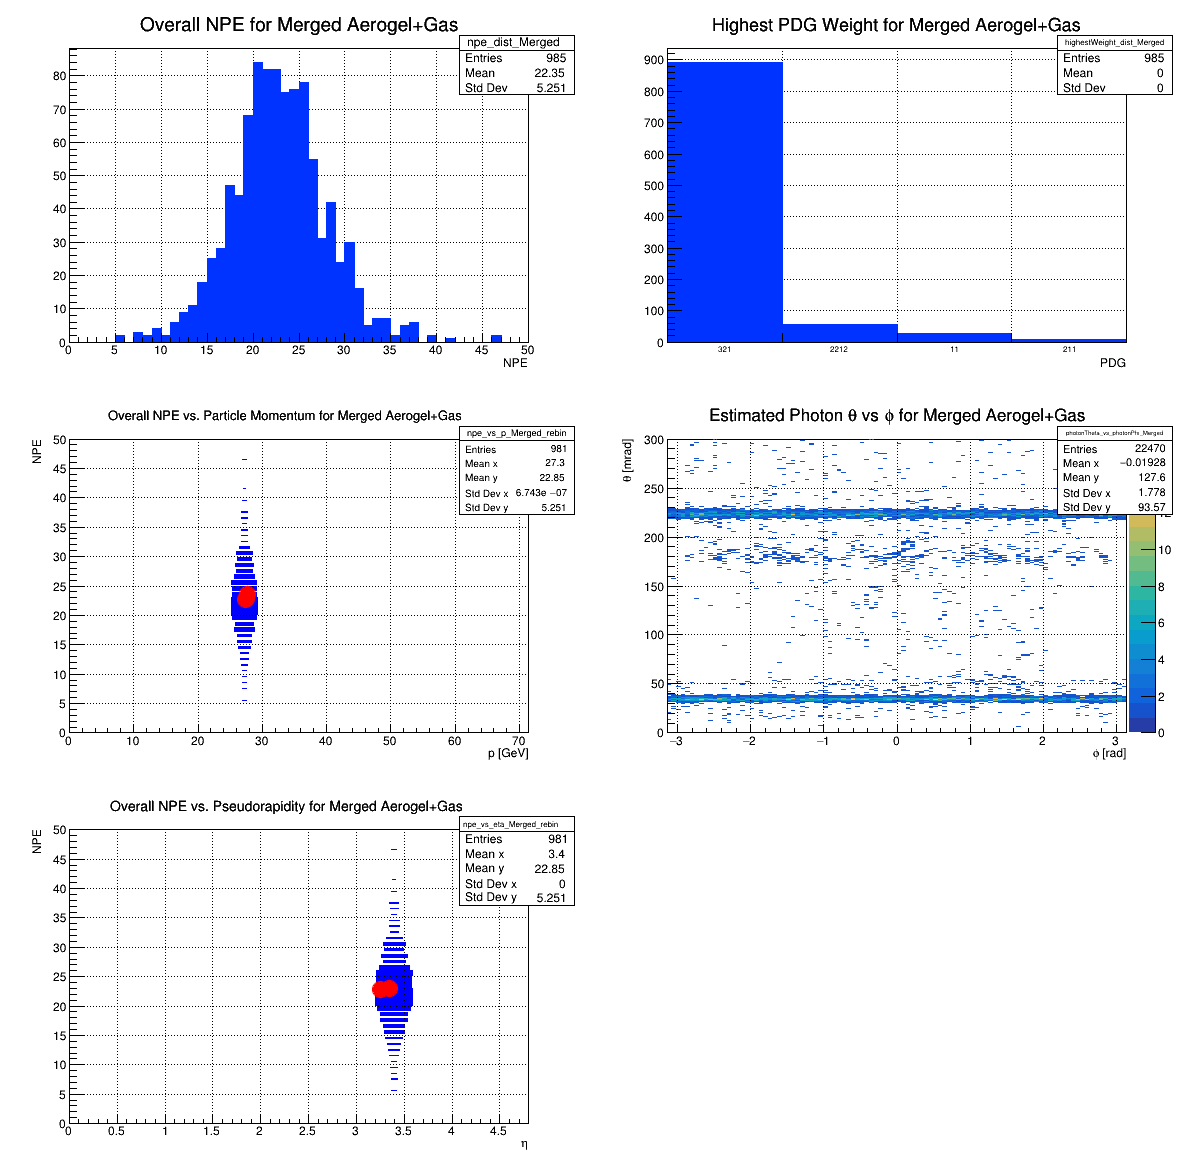 Overall NPE for Merged Aerogel+Gas
npe_dist_Merged
Entries 985
Mean 22.35
Std Dev 5.251
80
70
60
50
40
30
20
10
0
0 5 10 15 20 25 30 35 40 45 50
NPE
Highest PDG Weight for Merged Aerogel+Gas
highestWeight_dist_Merged
Entries 985
Mean 0
Std Dev 0
900
800
700
600
500
400
300
200
100
0
321 2212 11 211
PDG
Overall NPE vs. Particle Momentum for Merged Aerogel+Gas
npe_vs_p_Merged_rebin
Entries 981
Mean x 27.3
Mean y 22.85
Std Dev x 6.743e −07
Std Dev y 5.251
NPE
50
45
40
35
30
25
20
15
10
5
0
0 10 20 30 40 50 60 70
p [GeV]
Estimated Photon θ vs ϕ for Merged Aerogel+Gas
photonTheta_vs_photonPhi_Merged
Entries 22470
Mean x −0.01928
Mean y 127.6
Std Dev x 1.778
Std Dev y 93.57
θ [mrad]
300
250
200
150
100
50
0
−3 −2 −1 0 1 2 3
ϕ [rad]
10
8
6
4
2
0
Overall NPE vs. Pseudorapidity for Merged Aerogel+Gas
npe_vs_eta_Merged_rebin
Entries 981
Mean x 3.4
Mean y 22.85
Std Dev x 0
Std Dev y 5.251
NPE
50
45
40
35
30
25
20
15
10
5
0
0 0.5 1 1.5 2 2.5 3 3.5 4 4.5
η